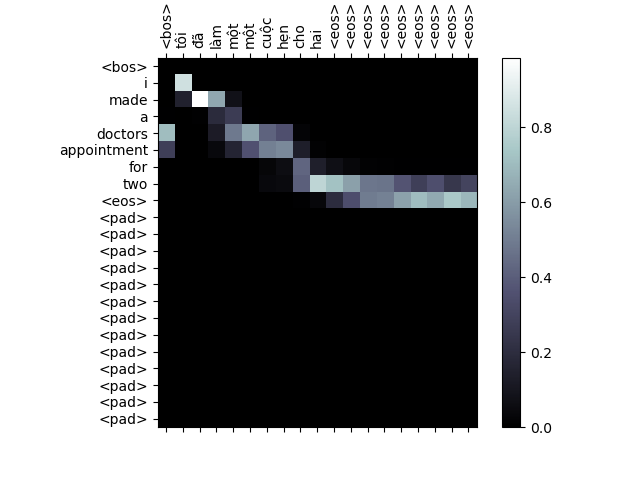 <bos>
tôi
đã
làm
một
một
cuộc
hẹn
cho
hai
<eos>
<eos>
<eos>
<eos>
<eos>
<eos>
<eos>
<eos>
<eos>
<bos>
i
made
a
doctors
appointment
for
two
<eos>
<pad>
<pad>
<pad>
<pad>
<pad>
<pad>
<pad>
<pad>
<pad>
<pad>
<pad>
<pad>
<pad>
0.8
0.6
0.4
0.2
0.0